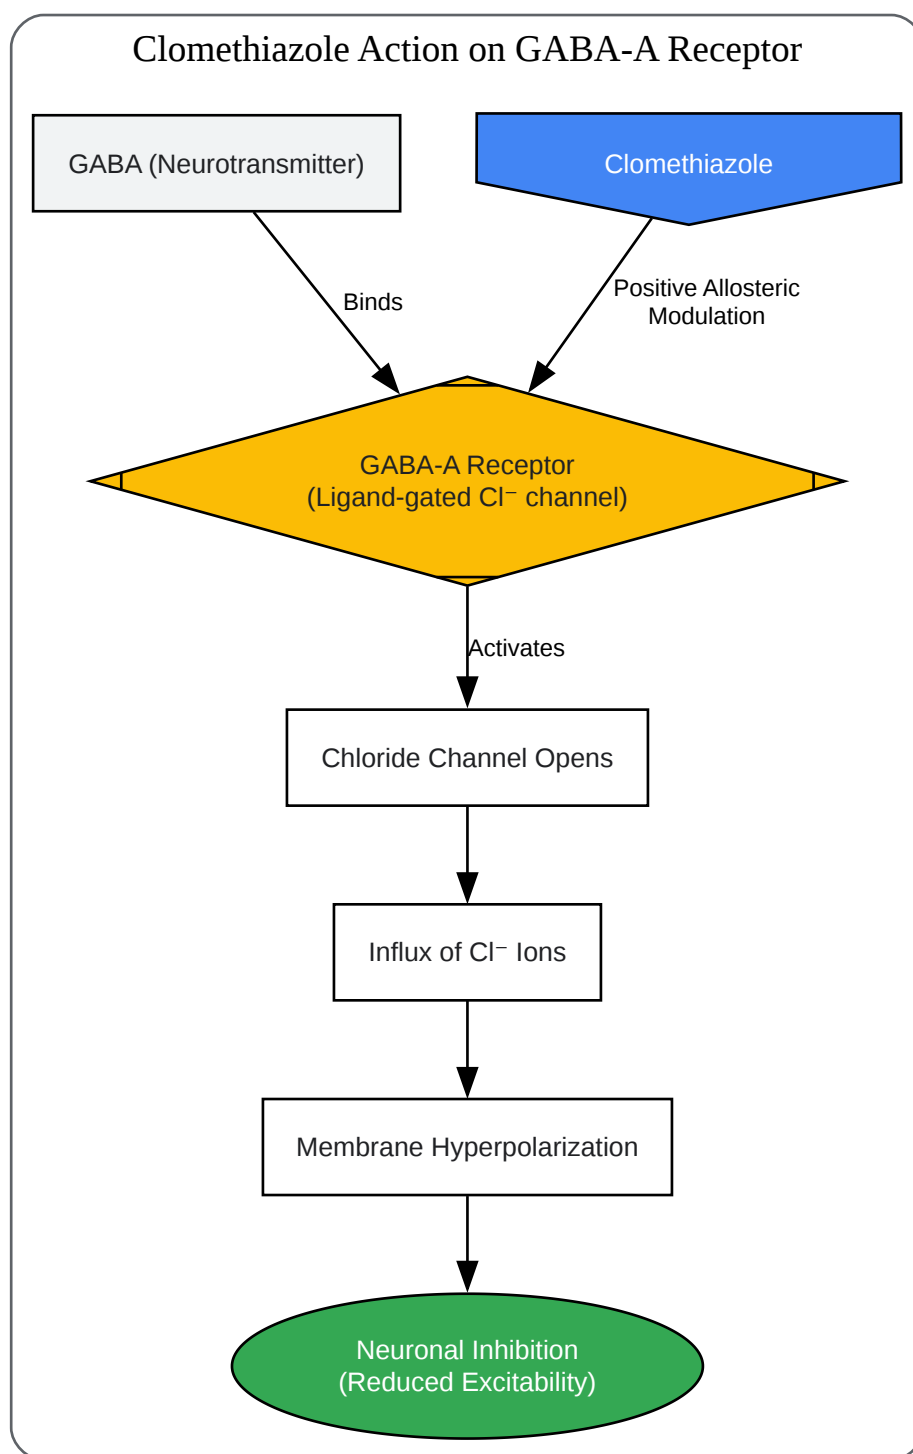 Clomethiazole Action on GABA-A Receptor
GABA (Neurotransmitter)
Clomethiazole
Binds
Positive Allosteric
Modulation
GABA-A Receptor
(Ligand-gated Cl⁻ channel)
Activates
Chloride Channel Opens
Influx of Cl⁻ Ions
Membrane Hyperpolarization
Neuronal Inhibition
(Reduced Excitability)